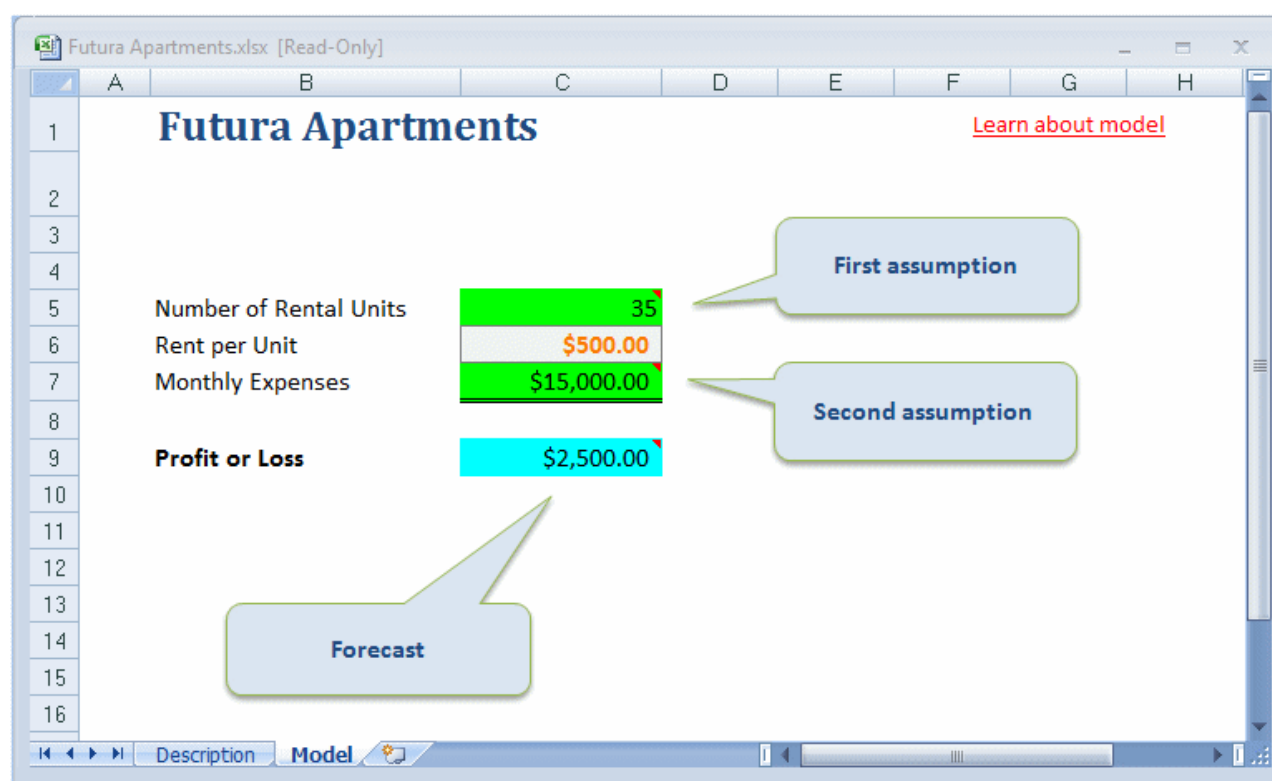 Futura Apartments.xlsx [Read-Only]
A B C D E F G H
1 Futura Apartments Learn about model
2
3
4 First assumption
5 Number of Rental Units 35
6 Rent per Unit $500.00
7 Monthly Expenses $15,000.00
8 Second assumption
9 Profit or Loss $2,500.00
10
11
12
13
14 Forecast
15
16
Description Model